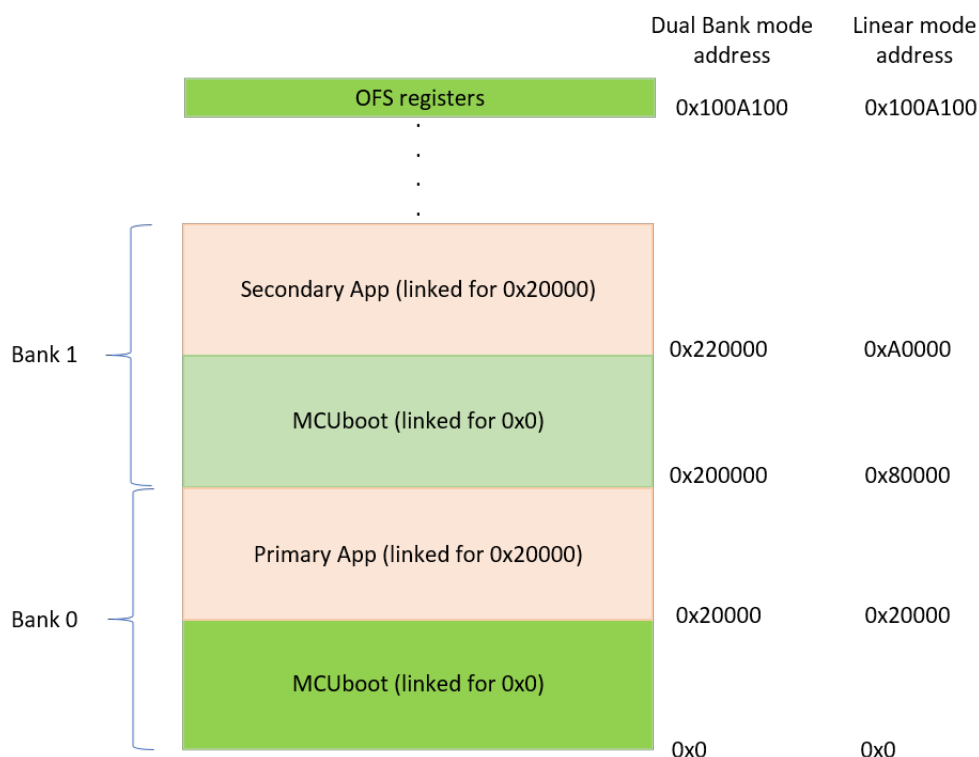 Dual Bank mode
address
Linear mode
address
OFS registers
0x100A100
0x100A100
.
.
.
.
Secondary App (linked for 0x20000)
Bank 1
0x220000
0xA0000
MCUboot (linked for 0x0)
0x200000
0x80000
Primary App (linked for 0x20000)
Bank 0
0x20000
0x20000
MCUboot (linked for 0x0)
0x0
0x0